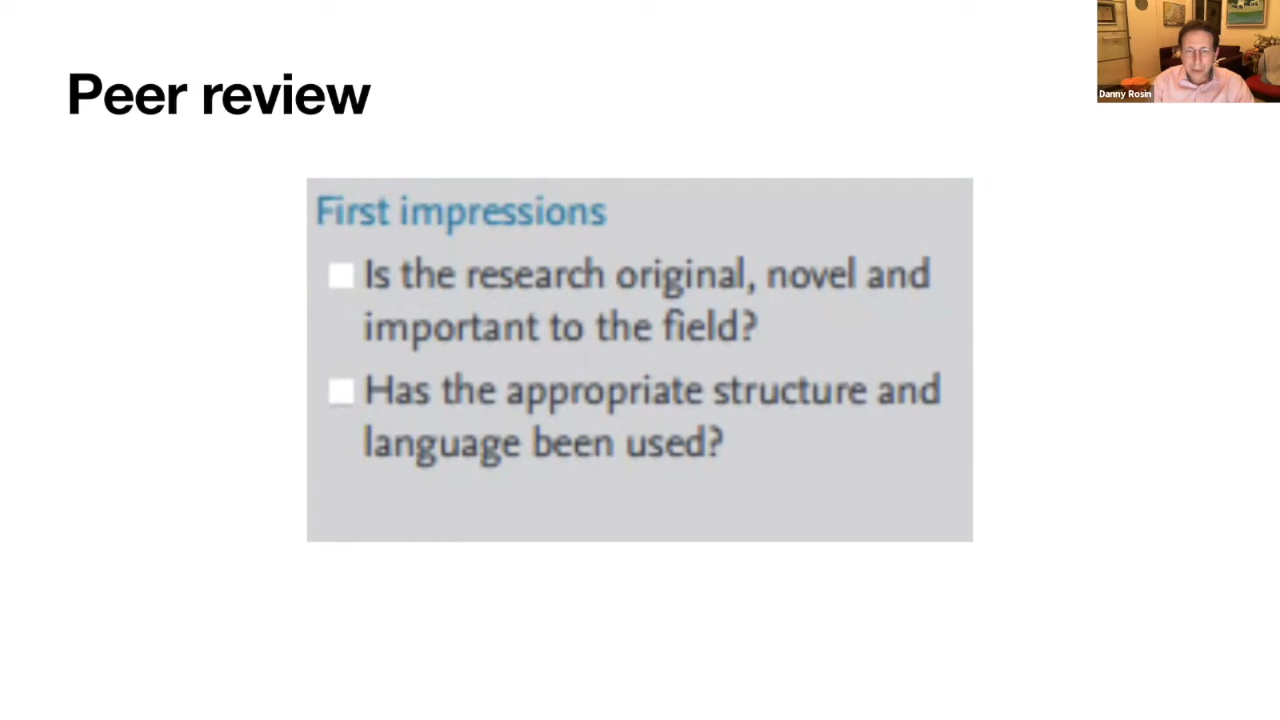 Peer review
Danny Rosin
First impressions
Is the research original, novel and
important to the field?
Has the appropriate structure and
language been used?